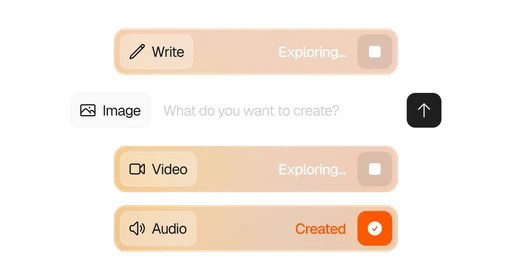 Write Exploring...
Image What do you want to create?
Video Exploring...
Audio Created